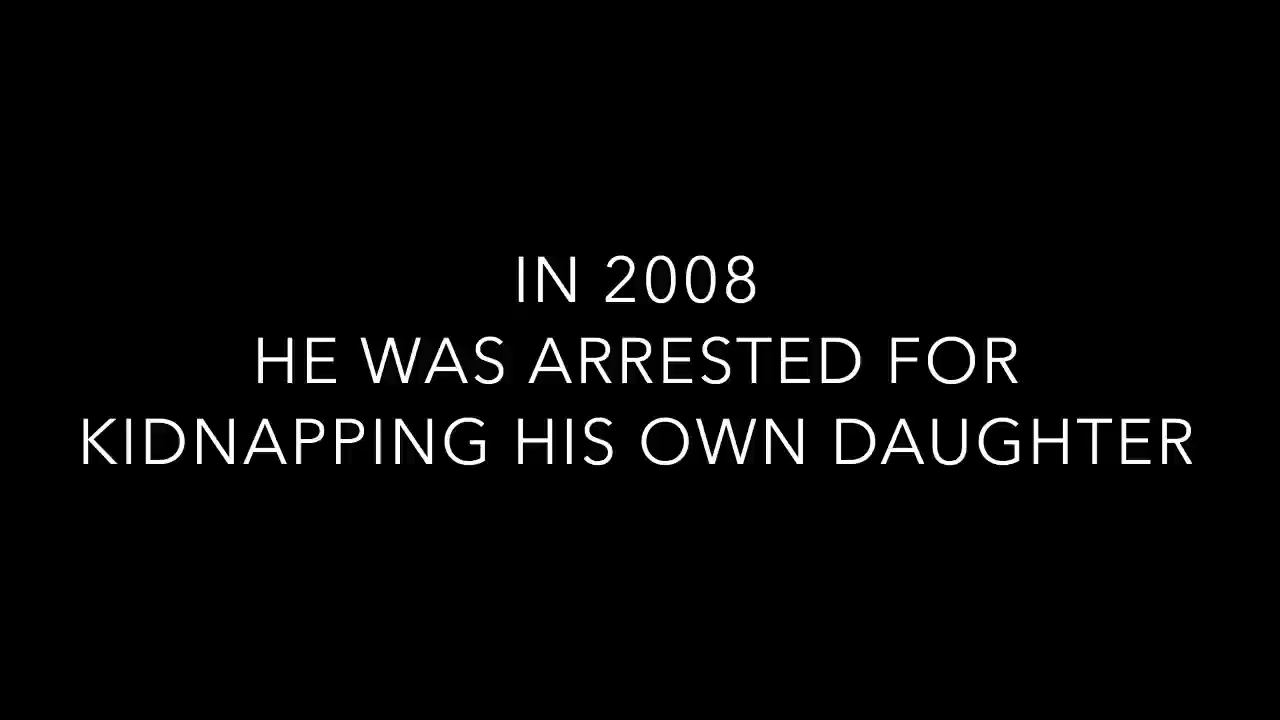 IN 2008
HE WAS ARRESTED FOR
KIDNAPPING HIS OWN DAUGHTER